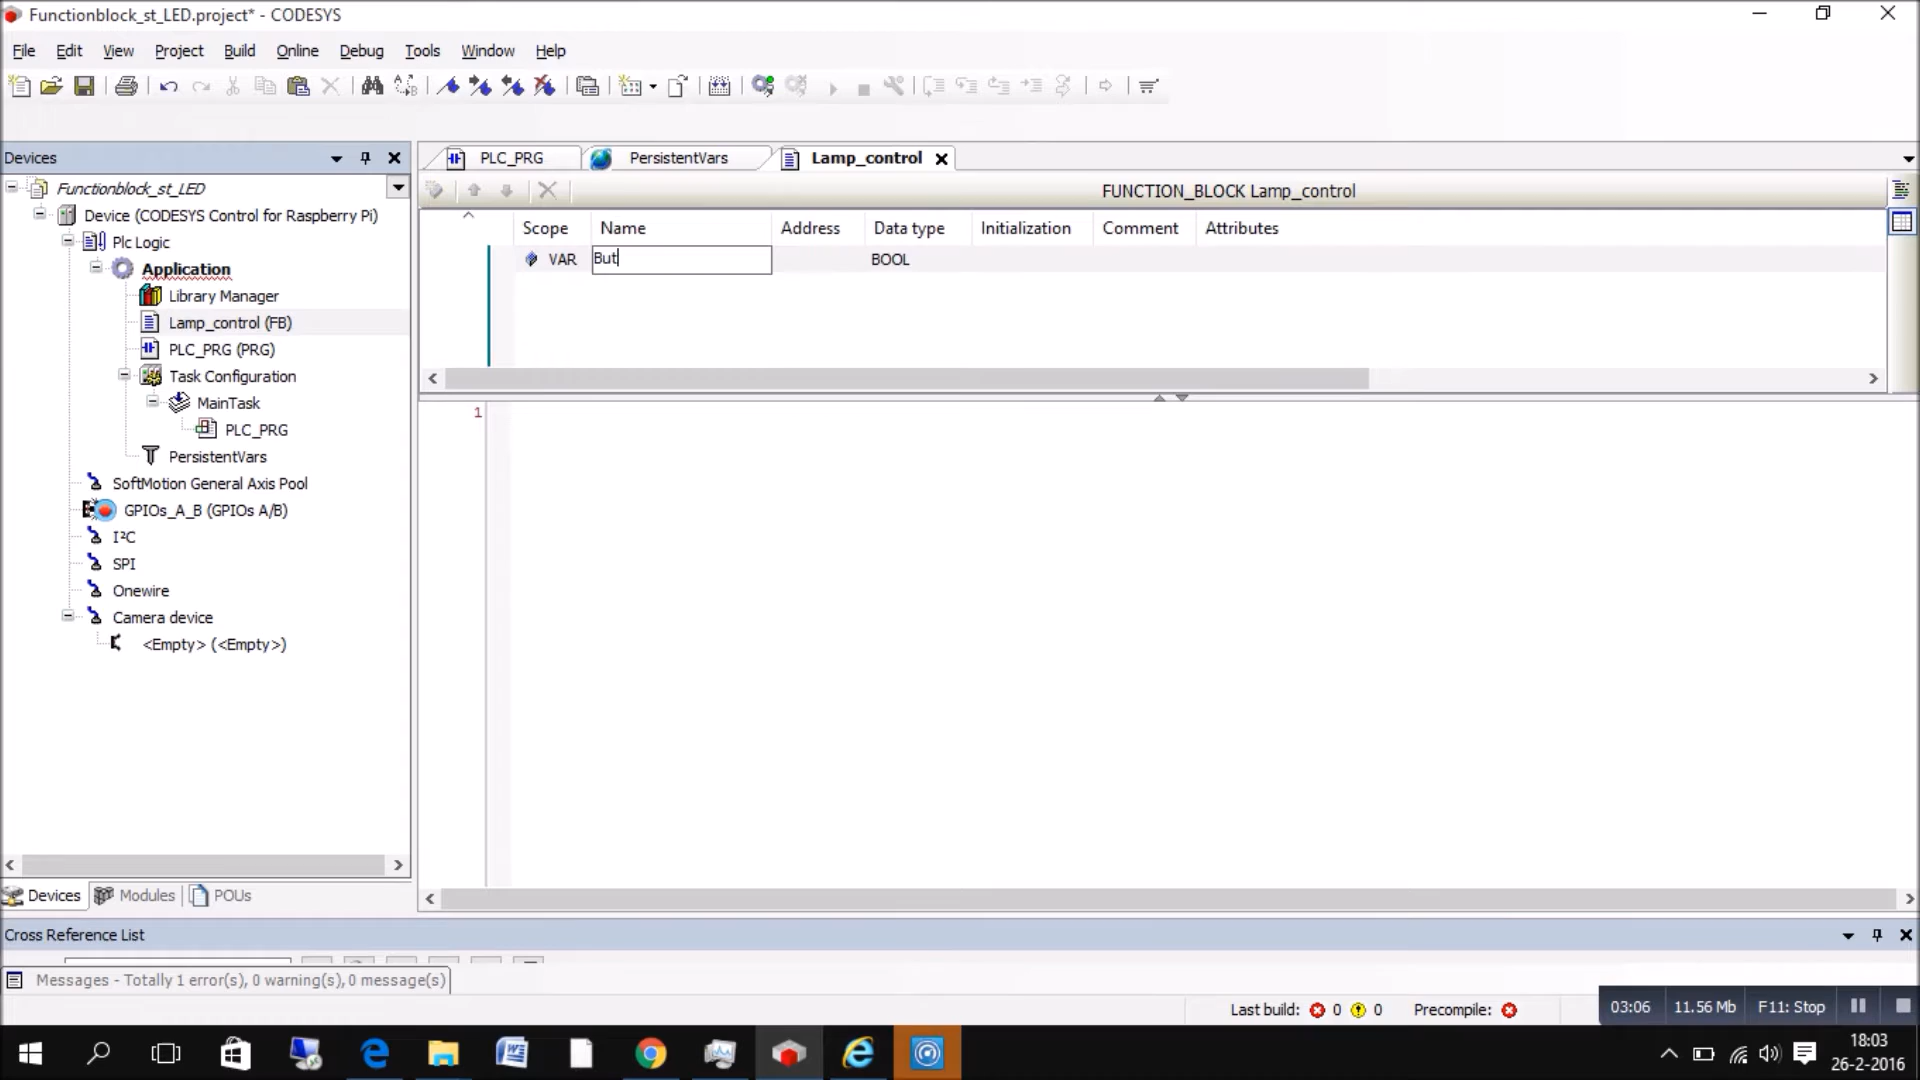 Functionblock_st_LED.project* - CODESYS
File Edit View Project Build Online Debug Tools Window Help
Devices
Functionblock_st_LED
Device (CODESYS Control for Raspberry Pi)
Plc Logic
Application
Library Manager
Lamp_control (FB)
PLC_PRG (PRG)
Task Configuration
MainTask
PLC_PRG
PersistentVars
SoftMotion General Axis Pool
GPIOs_A_B (GPIOs A/B)
I²C
SPI
Onewire
Camera device
<Empty> (<Empty>)
Devices Modules POUs
PLC_PRG PersistentVars Lamp_control
FUNCTION_BLOCK Lamp_control
Scope Name Address Data type Initialization Comment Attributes
VAR But BOOL
1
Cross Reference List
Messages - Totally 1 error(s), 0 warning(s), 0 message(s)
Last build: 0 0 Precompile:
03:06 11.56 Mb F11: Stop
18:03
26-2-2016